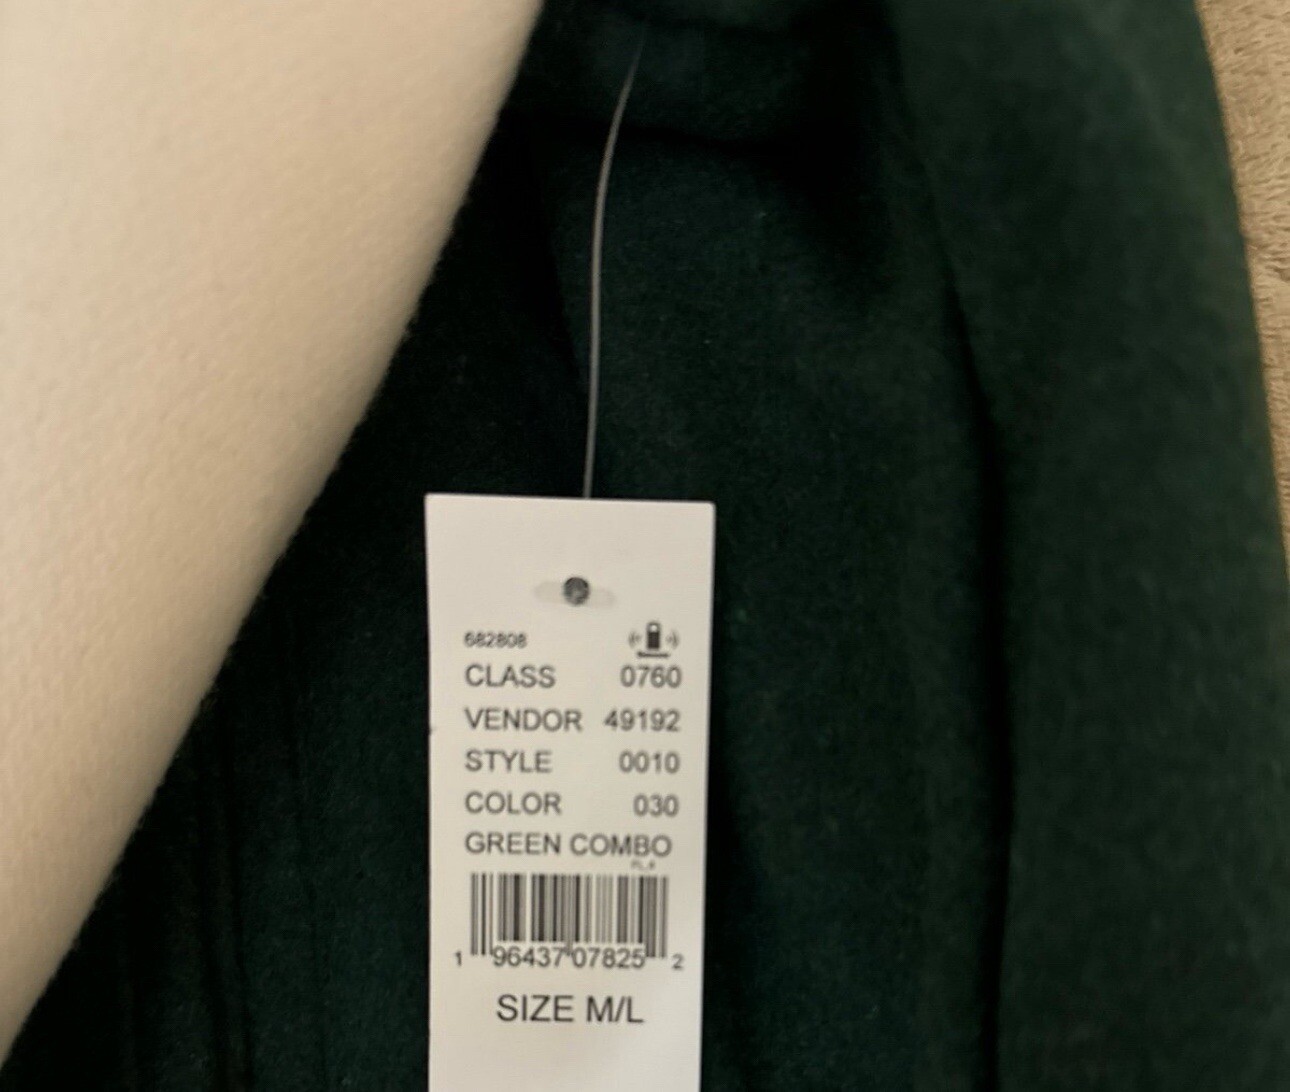 682808
CLASS 0760
VENDOR 49192
STYLE 0010
COLOR 030
GREEN COMBO
1 96437 07825 2
SIZE M/L